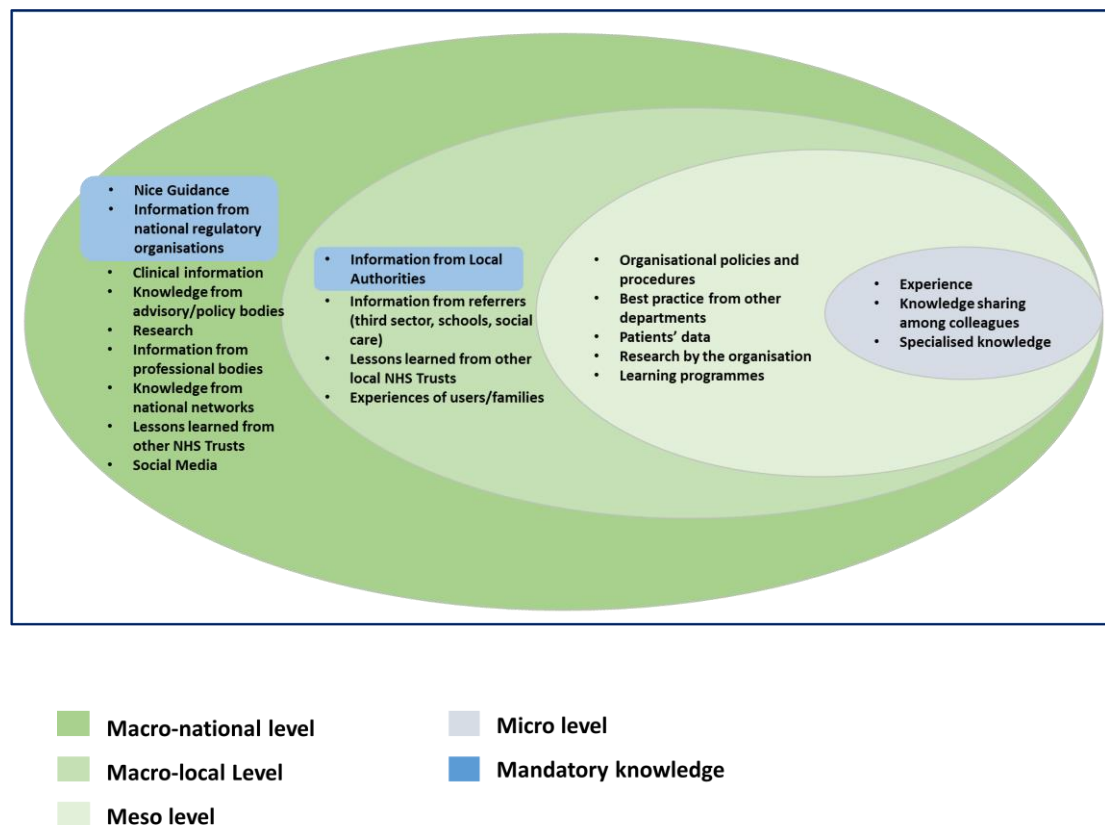 • Nice Guidance
• Information from
national regulatory
organisations
• Clinical information
• Knowledge from
advisory/policy bodies
• Research
• Information from
professional bodies
• Knowledge from
national networks
• Lessons learned from
other NHS Trusts
• Social Media
• Information from Local
Authorities
• Information from referrers
(third sector, schools, social
care)
• Lessons learned from other
local NHS Trusts
• Experiences of users/families
• Organisational policies and
procedures
• Best practice from other
departments
• Patients’ data
• Research by the organisation
• Learning programmes
• Experience
• Knowledge sharing
among colleagues
• Specialised knowledge
Macro-national level
Macro-local Level
Meso level
Micro level
Mandatory knowledge